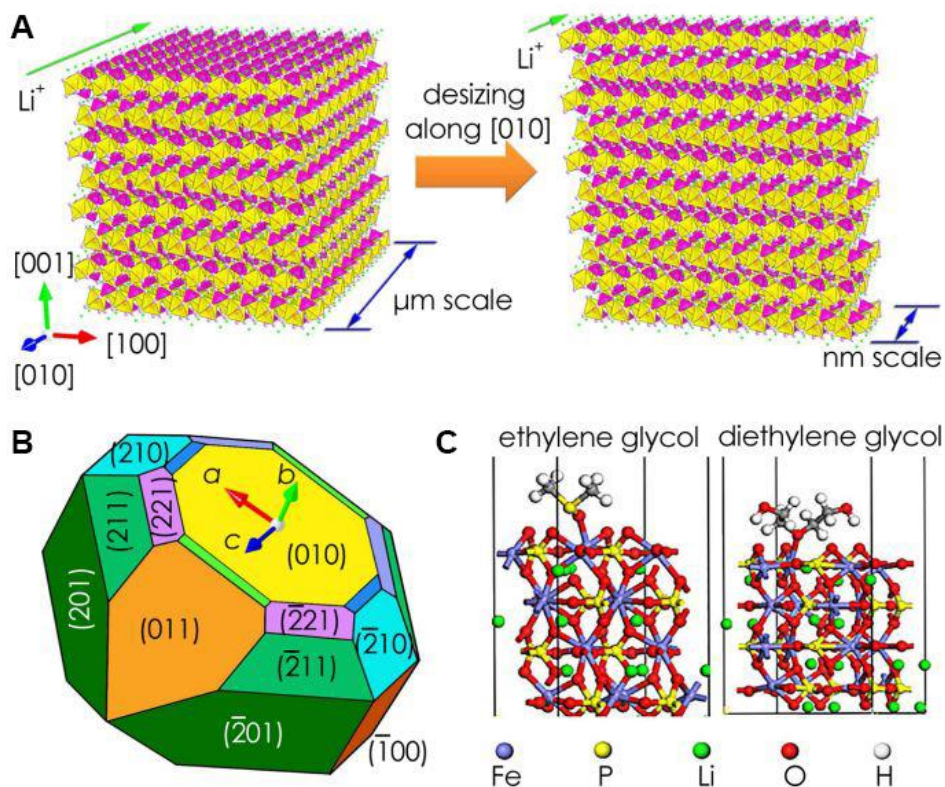 A
Li⁺
desizing
along [010]
Li⁺
[001]
[100]
[010]
µm scale
nm scale
B
(210)
(211)
(221)
a
b
c
(010)
(201)
(011)
(2̅21)
(2̅10)
(2̅11)
(2̅01)
(1̅00)
C
ethylene glycol
diethylene glycol
Fe
P
Li
O
H